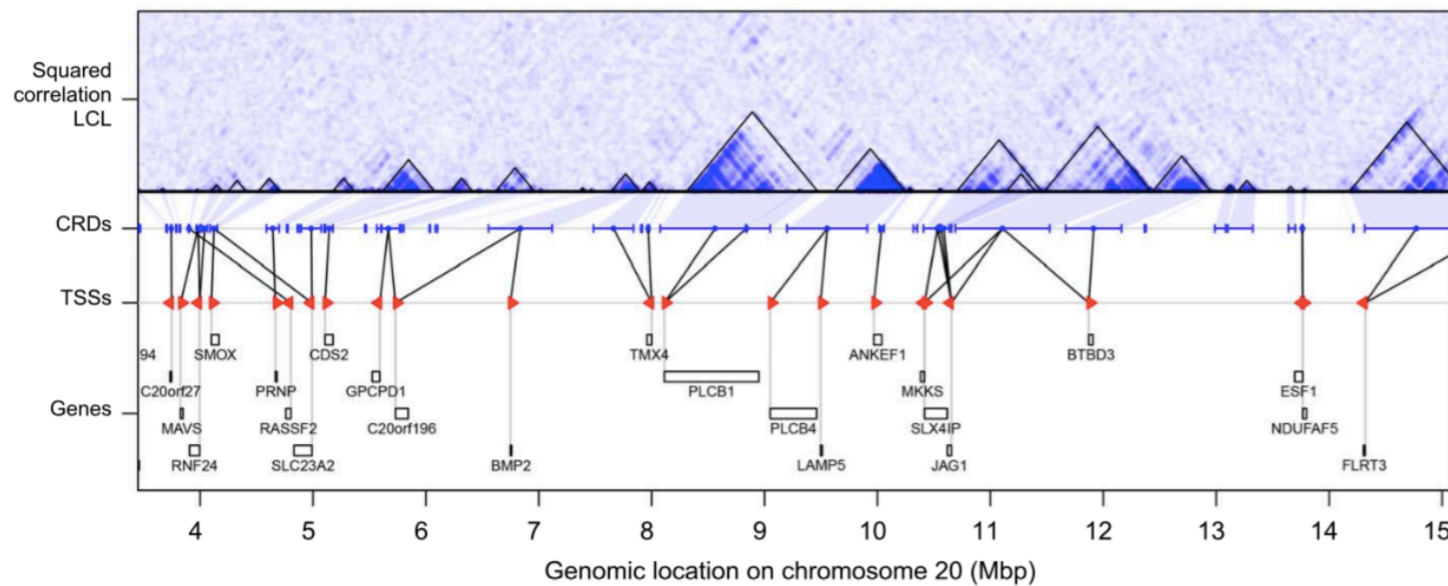 Squared
correlation
LCL
CRDs
TSSs
94
SMOX
CDS2
TMX4
ANKEF1
BTBD3
C20orf27
PRNP
GPCPD1
PLCB1
MKKS
ESF1
Genes
MAVS
RASSF2
C20orf196
PLCB4
SLX4IP
NDUFAF5
RNF24
SLC23A2
BMP2
LAMP5
JAG1
FLRT3
4 5 6 7 8 9 10 11 12 13 14 15
Genomic location on chromosome 20 (Mbp)